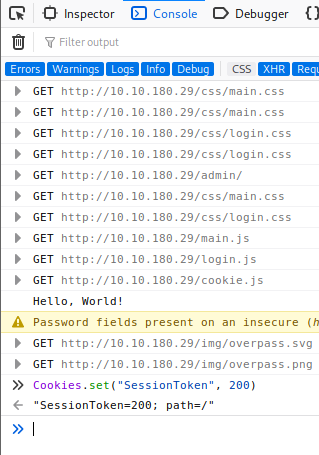 Inspector Console Debugger {}
Filter output
Errors Warnings Logs Info Debug CSS XHR Requ
GET http://10.10.180.29/css/main.css
GET http://10.10.180.29/css/main.css
GET http://10.10.180.29/css/login.css
GET http://10.10.180.29/css/login.css
GET http://10.10.180.29/admin/
GET http://10.10.180.29/css/main.css
GET http://10.10.180.29/css/login.css
GET http://10.10.180.29/main.js
GET http://10.10.180.29/login.js
GET http://10.10.180.29/cookie.js
Hello, World!
Password fields present on an insecure (h
GET http://10.10.180.29/img/overpass.svg
GET http://10.10.180.29/img/overpass.png
Cookies.set("SessionToken", 200)
"SessionToken=200; path=/"